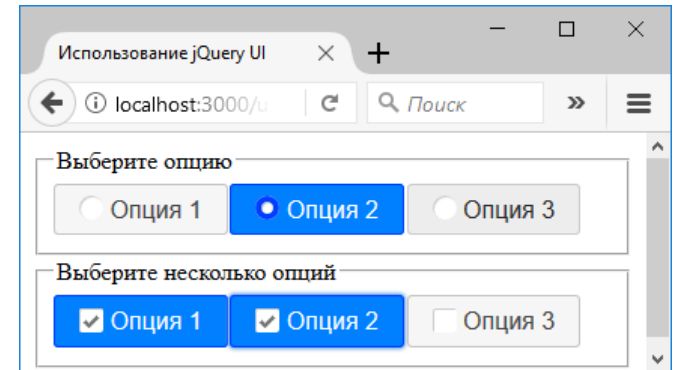 Использование jQuery UI
localhost:3000/u
Поиск
Выберите опцию
Опция 1 Опция 2 Опция 3
Выберите несколько опций
Опция 1 Опция 2 Опция 3